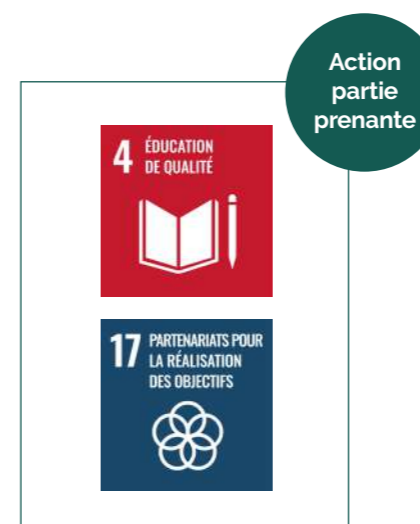 Action
partie
prenante
4 ÉDUCATION
DE QUALITÉ
17 PARTENARIATS POUR
LA RÉALISATION
DES OBJECTIFS